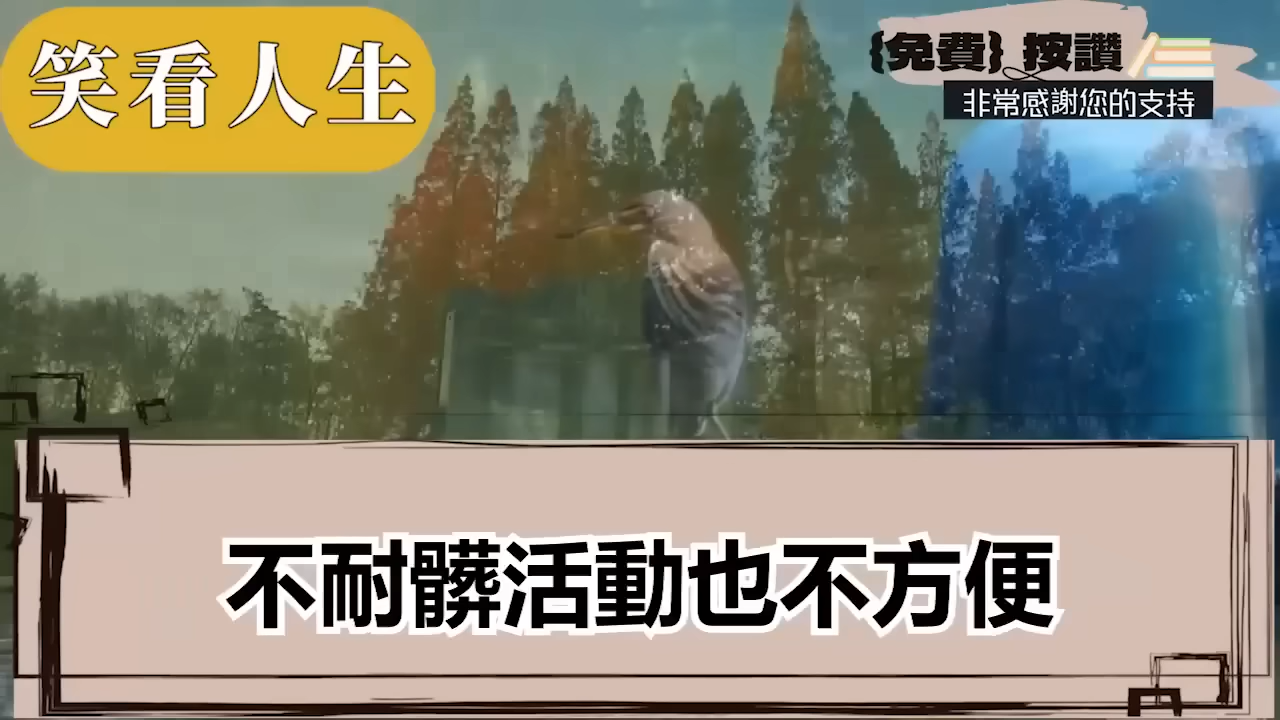 笑看人生
{免費} 按讚
非常感謝您的支持
不耐髒活動也不方便